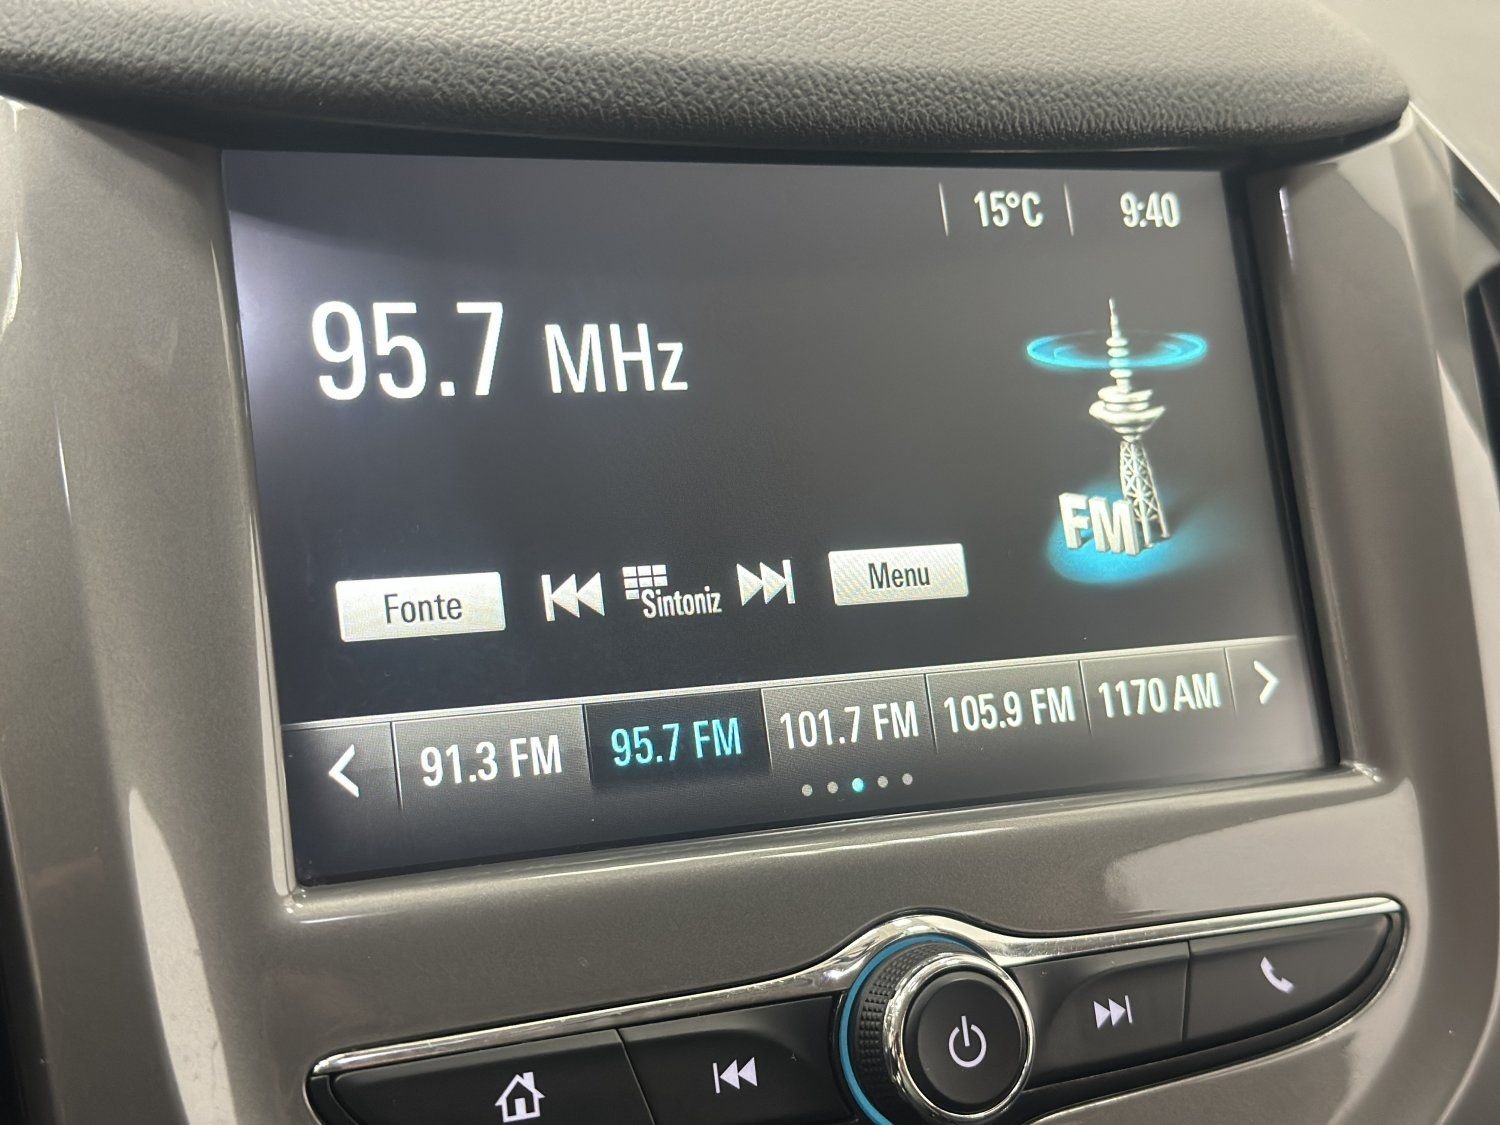 15°C 9:40
95.7 MHz
FM
Fonte Sintoniz Menu
91.3 FM 95.7 FM 101.7 FM 105.9 FM 1170 AM